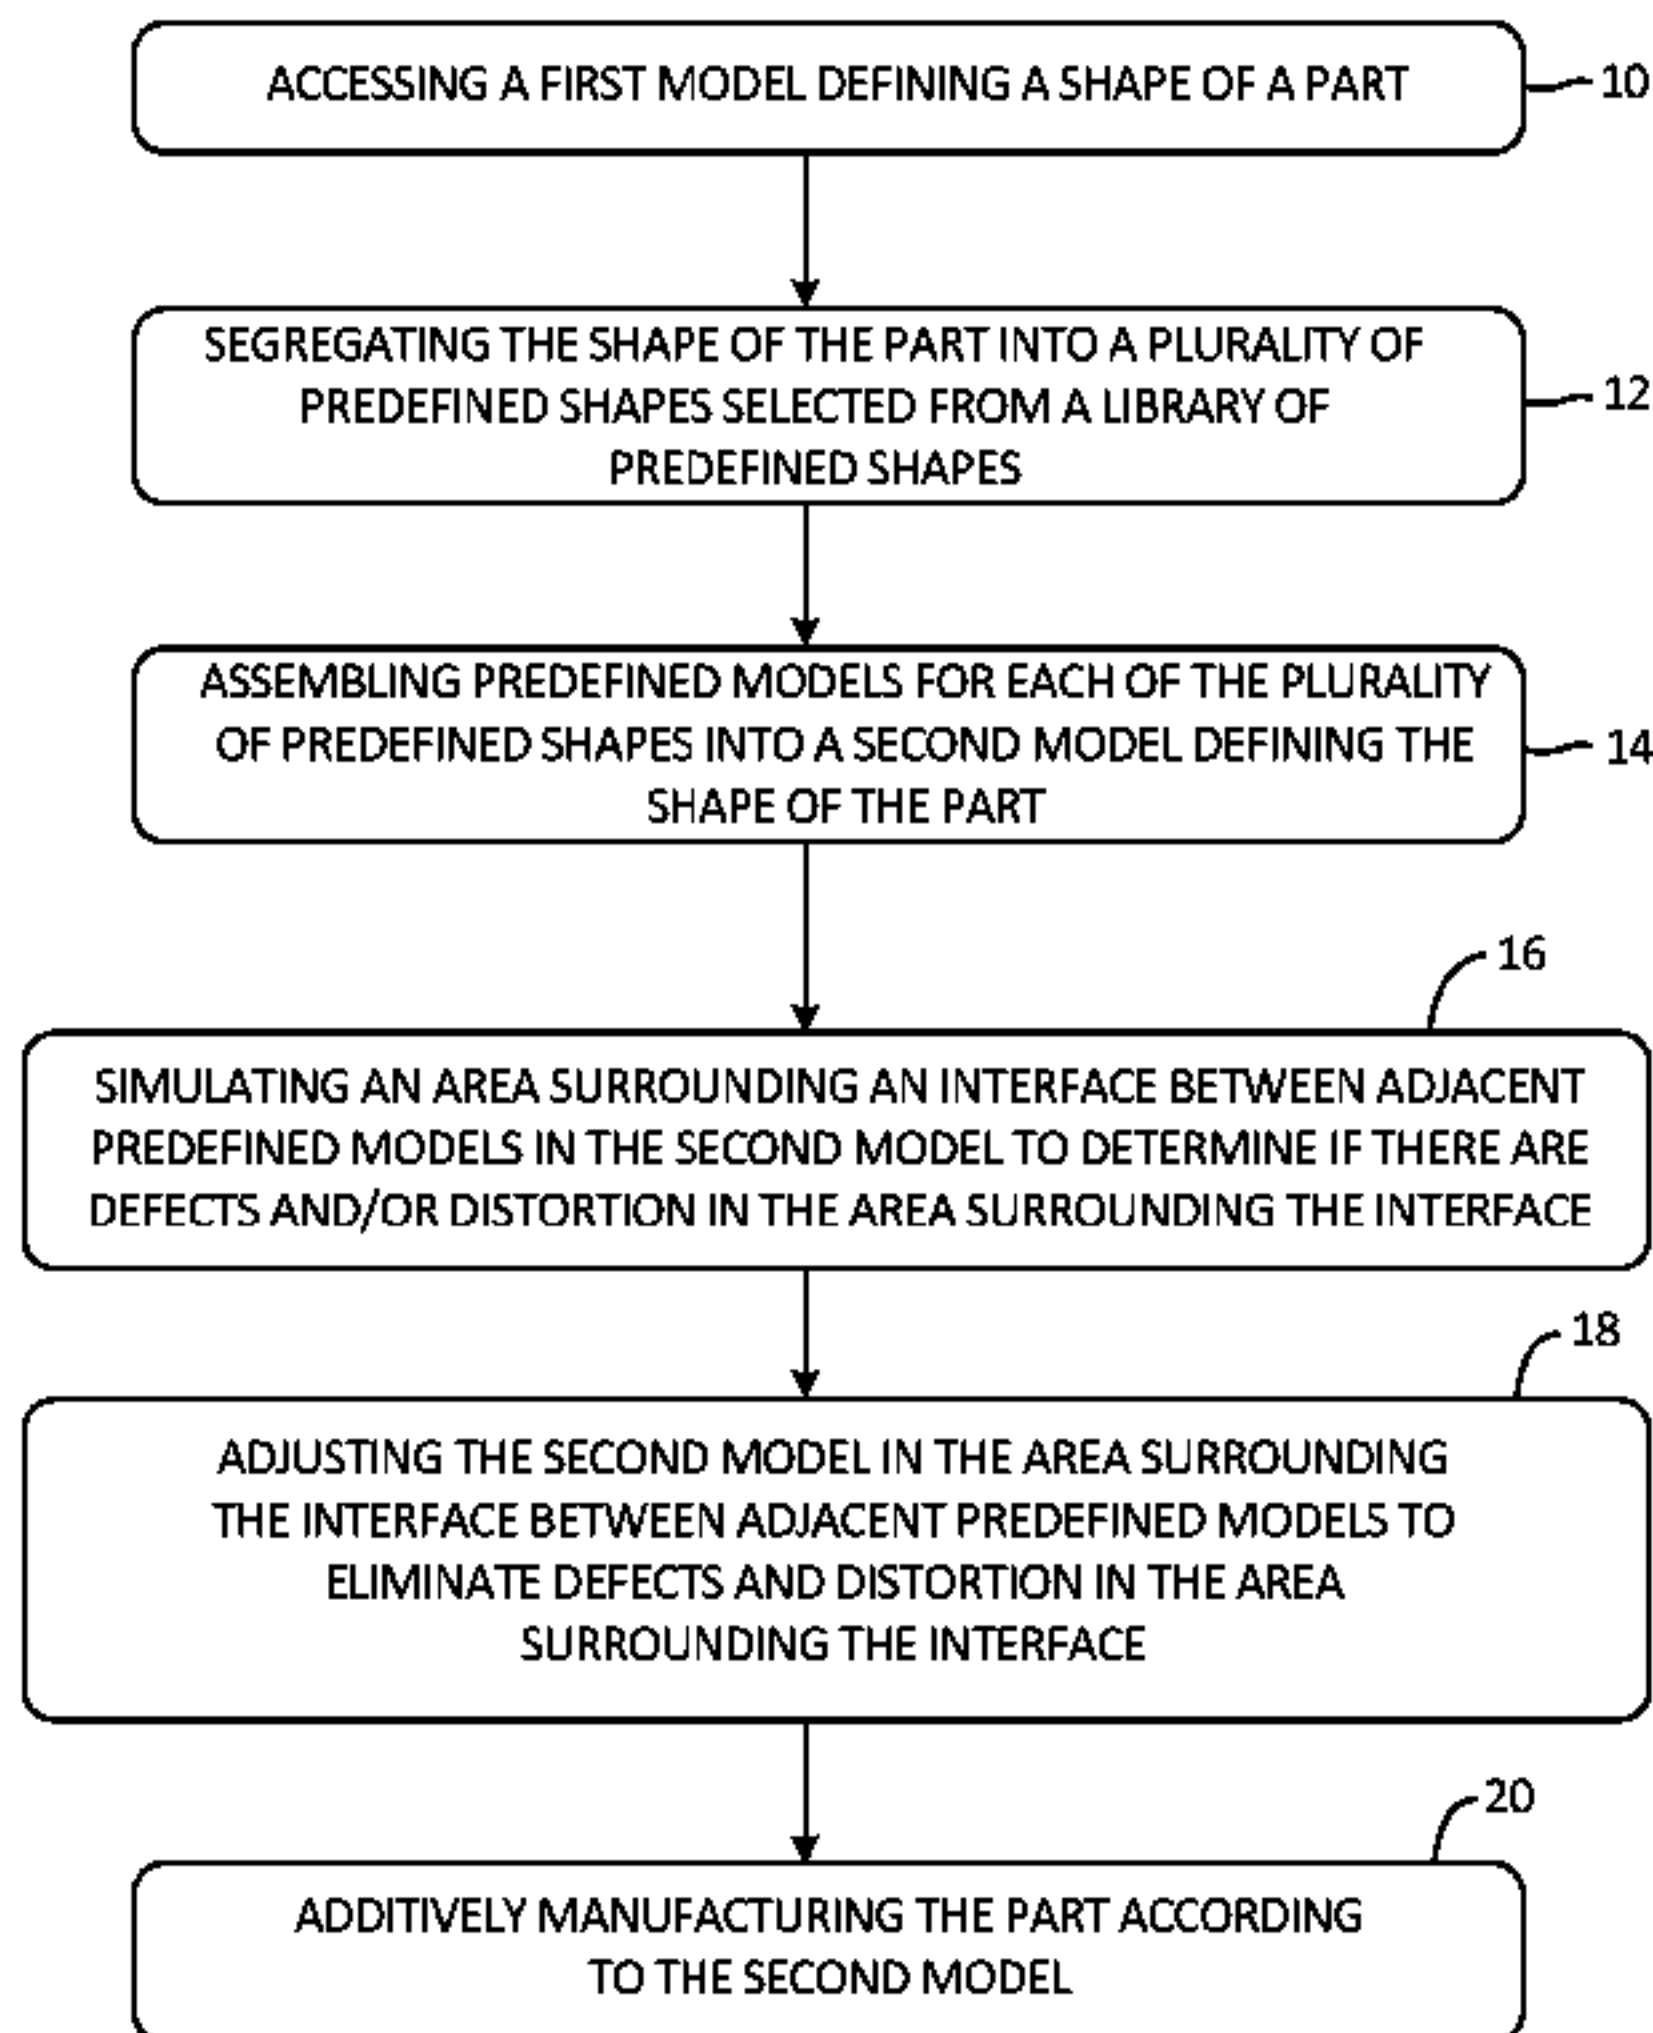 ACCESSING A FIRST MODEL DEFINING A SHAPE OF A PART
10
SEGREGATING THE SHAPE OF THE PART INTO A PLURALITY OF
PREDEFINED SHAPES SELECTED FROM A LIBRARY OF
PREDEFINED SHAPES
12
ASSEMBLING PREDEFINED MODELS FOR EACH OF THE PLURALITY
OF PREDEFINED SHAPES INTO A SECOND MODEL DEFINING THE
SHAPE OF THE PART
14
16
SIMULATING AN AREA SURROUNDING AN INTERFACE BETWEEN ADJACENT
PREDEFINED MODELS IN THE SECOND MODEL TO DETERMINE IF THERE ARE
DEFECTS AND/OR DISTORTION IN THE AREA SURROUNDING THE INTERFACE
18
ADJUSTING THE SECOND MODEL IN THE AREA SURROUNDING
THE INTERFACE BETWEEN ADJACENT PREDEFINED MODELS TO
ELIMINATE DEFECTS AND DISTORTION IN THE AREA
SURROUNDING THE INTERFACE
20
ADDITIVELY MANUFACTURING THE PART ACCORDING
TO THE SECOND MODEL